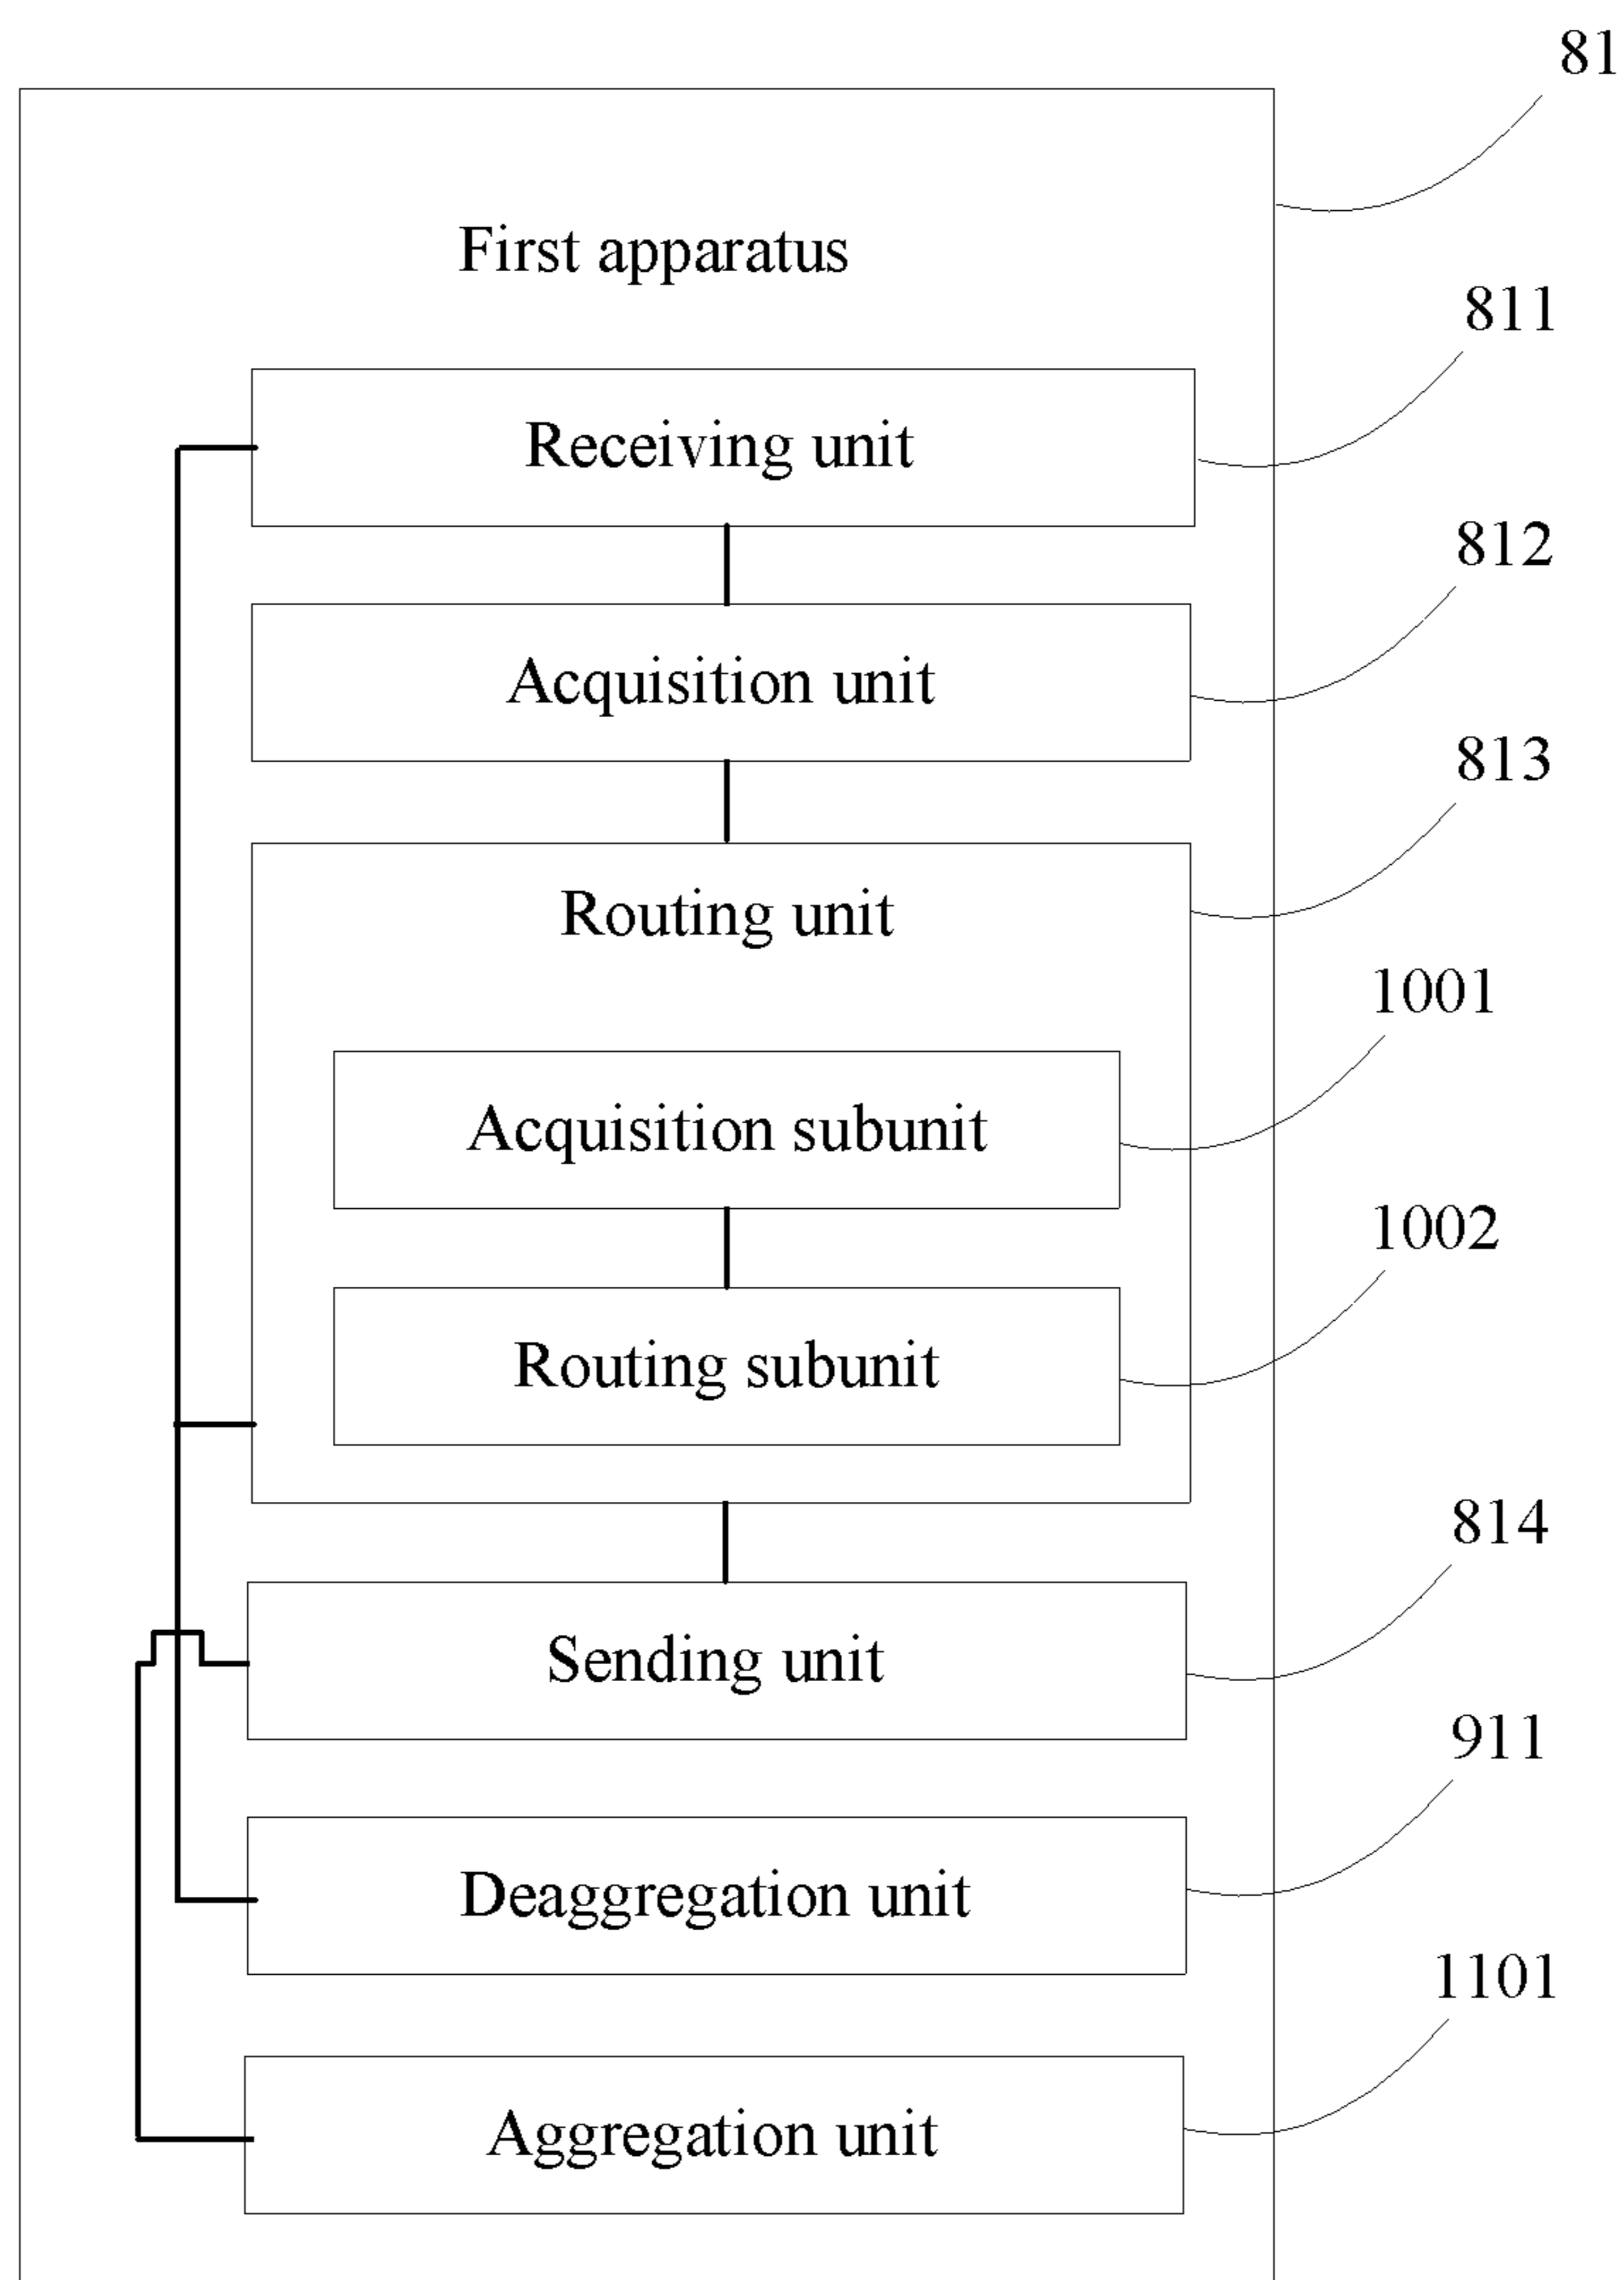 81
First apparatus
811
Receiving unit
812
Acquisition unit
813
Routing unit
1001
Acquisition subunit
1002
Routing subunit
814
Sending unit
911
Deaggregation unit
1101
Aggregation unit